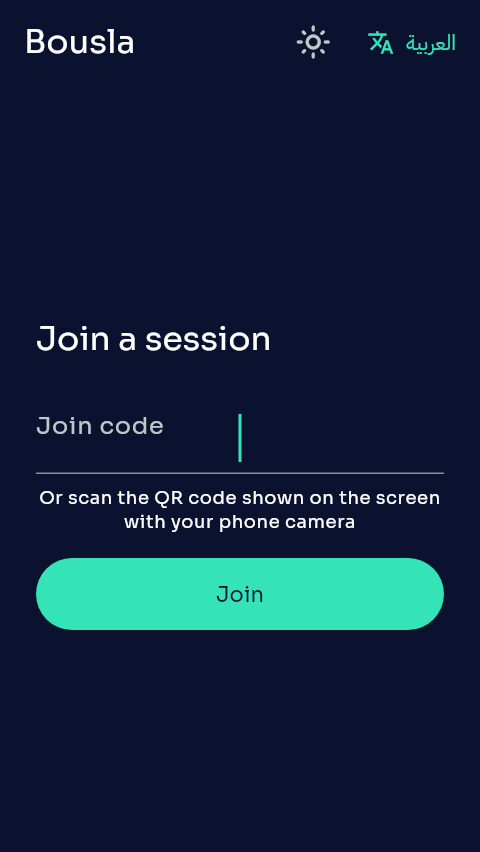 Bousla
العربية
Join a session
Join code
Or scan the QR code shown on the screen
with your phone camera
Join